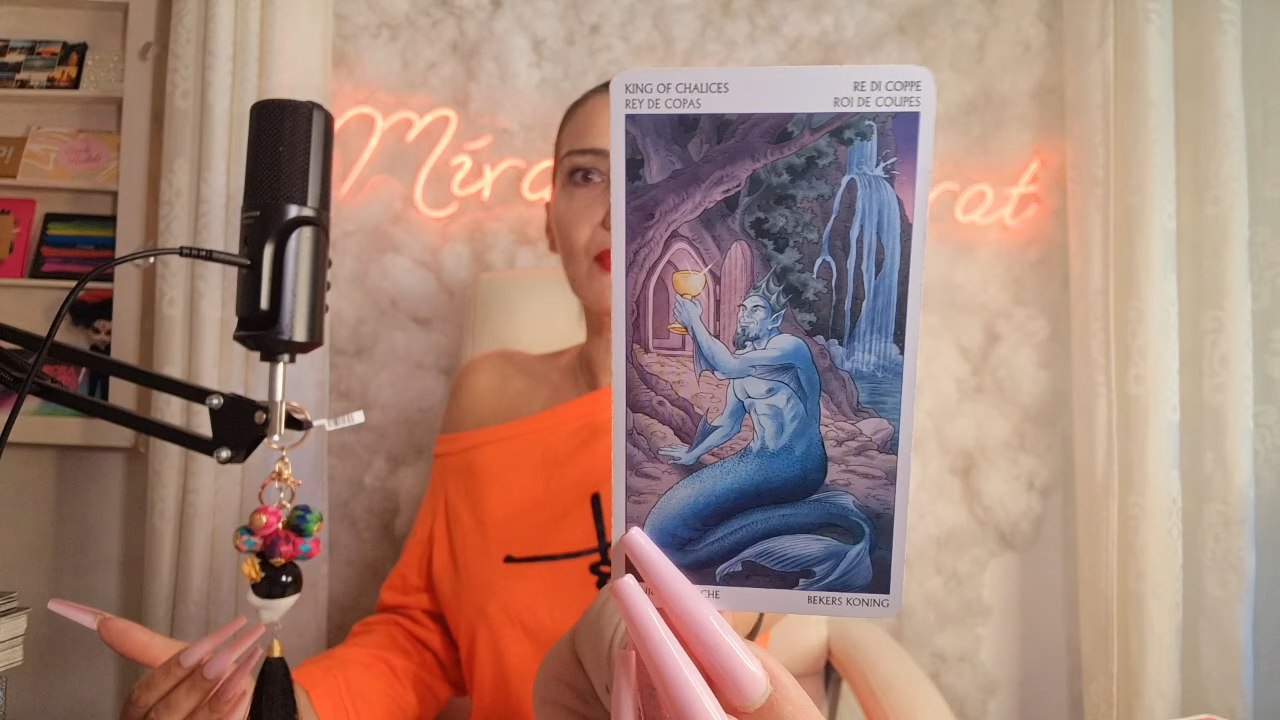 KING OF CHALICES
REY DE COPAS
RE DI COPPE
ROI DE COUPES
BEKERS KONING